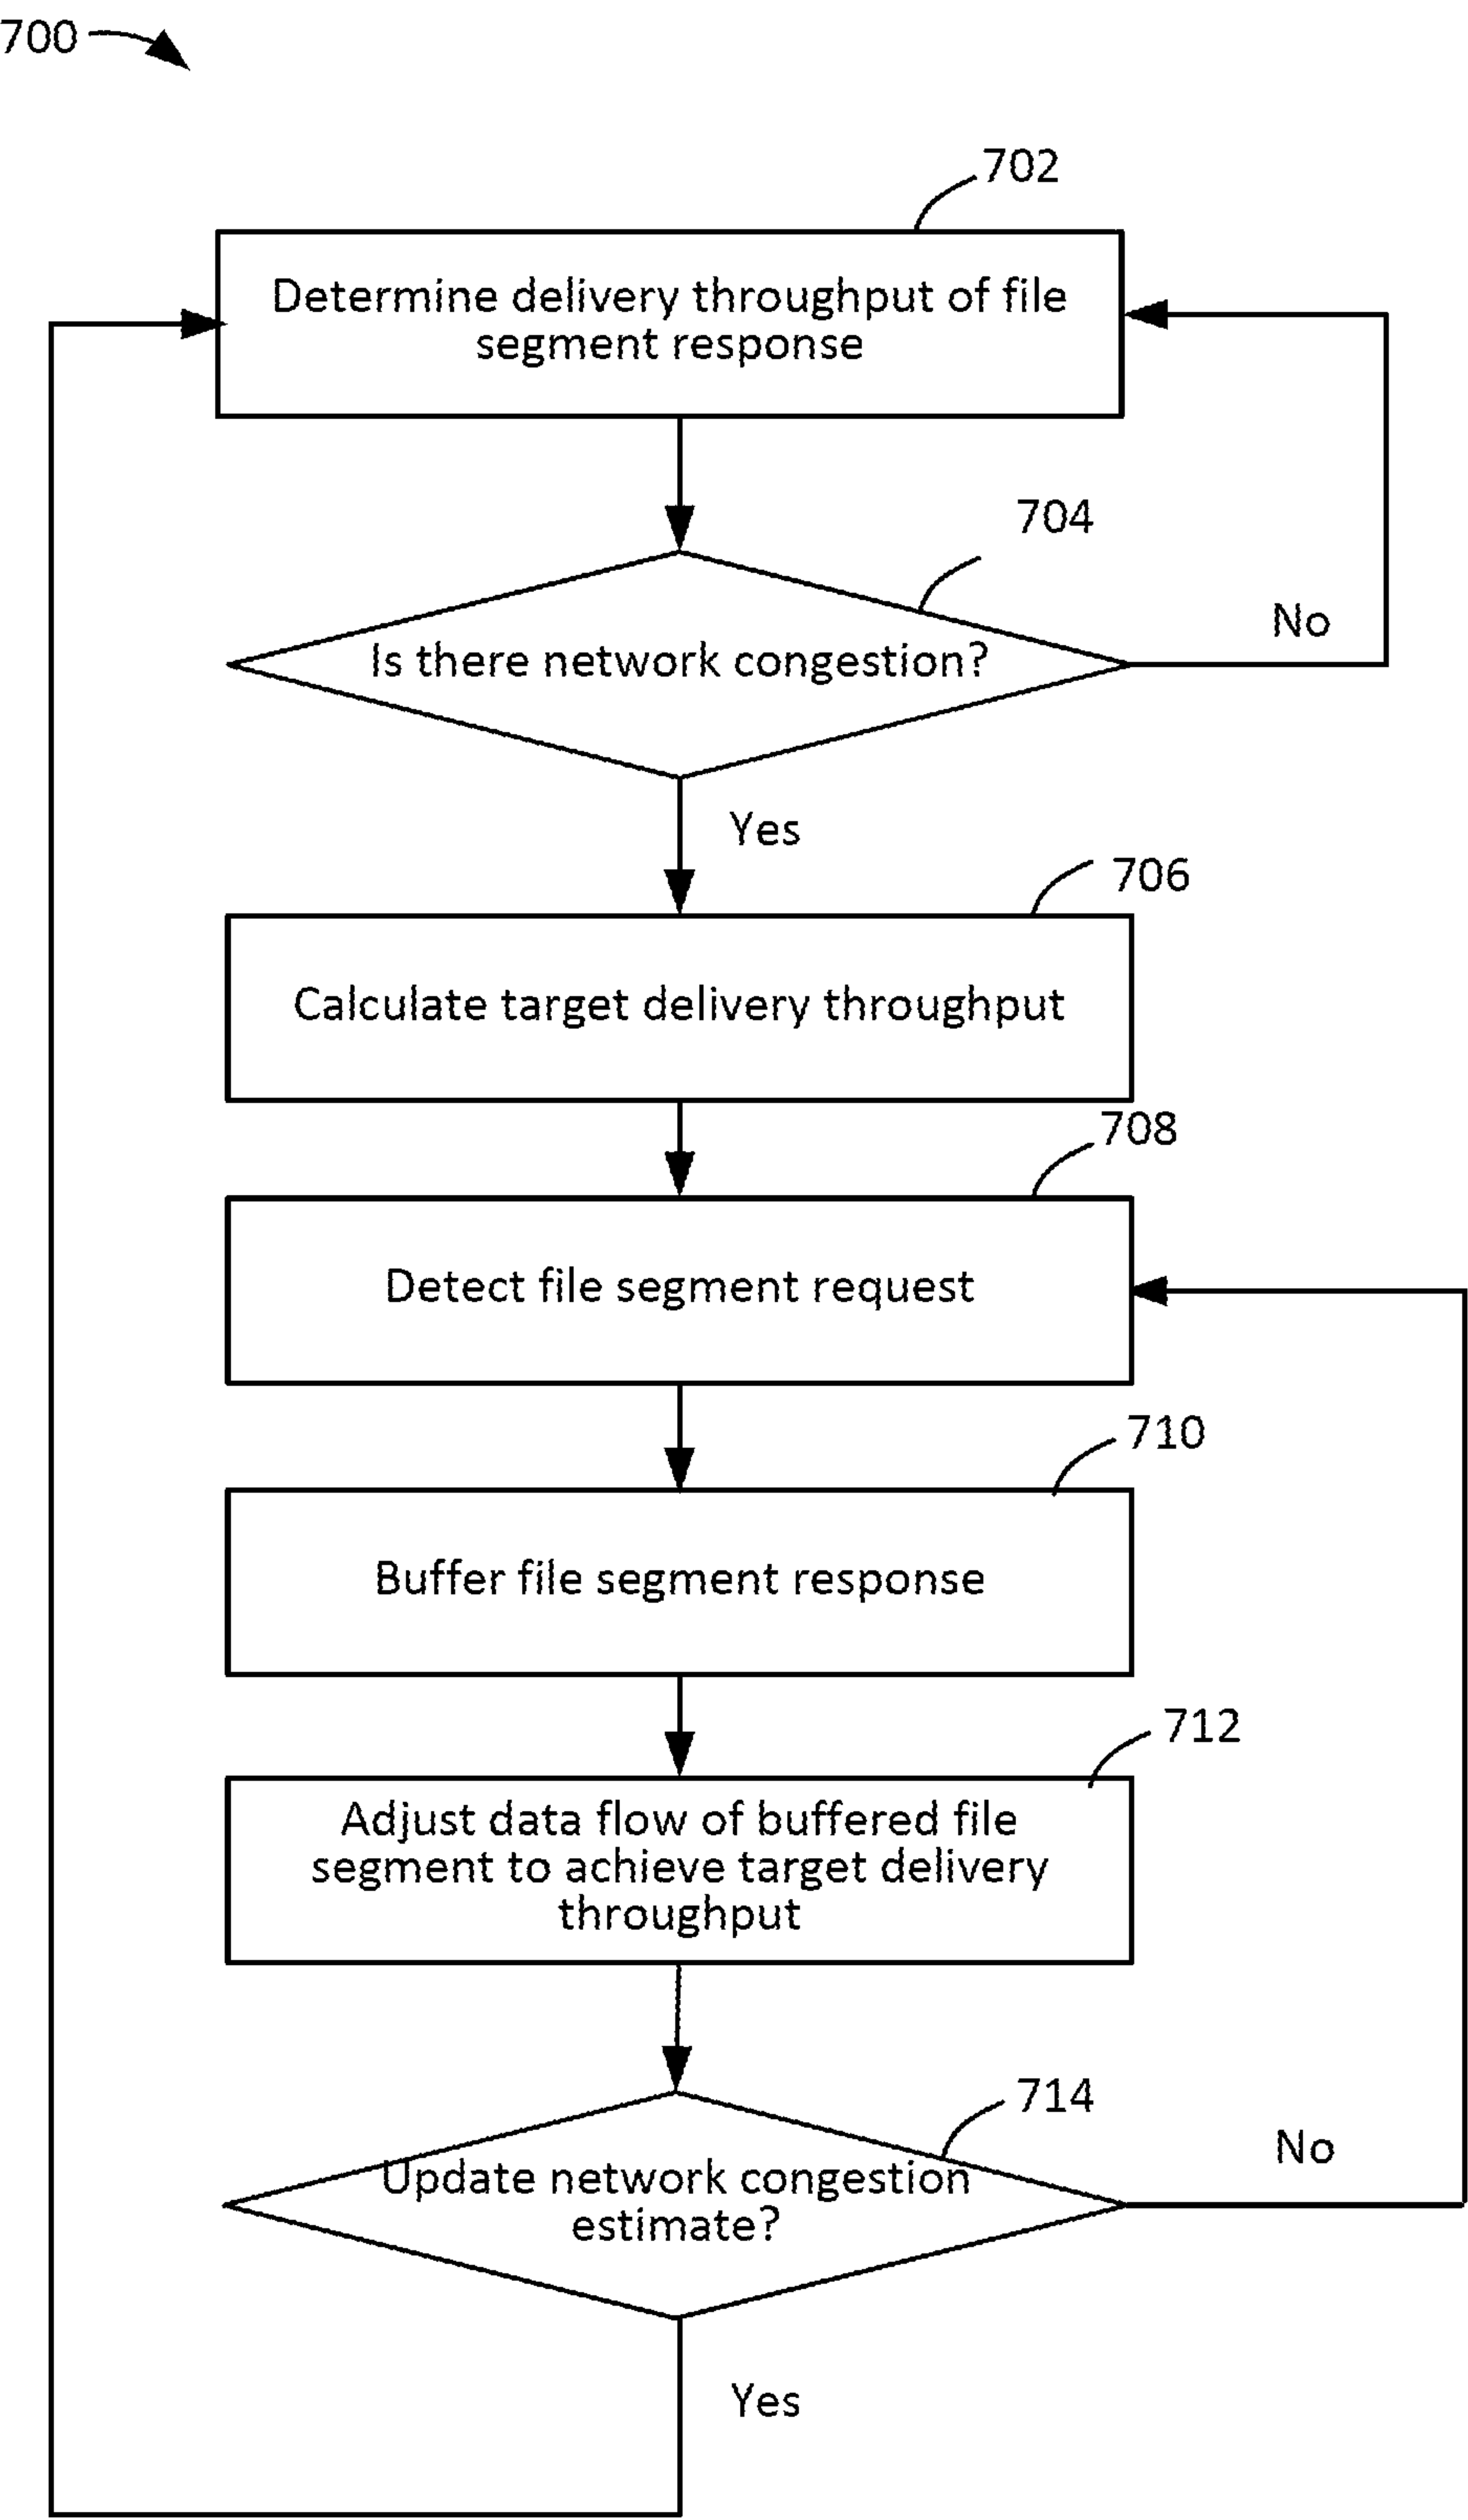 700
702
Determine delivery throughput of file
segment response
704
Is there network congestion?
No
Yes
706
Calculate target delivery throughput
708
Detect file segment request
710
Buffer file segment response
712
Adjust data flow of buffered file
segment to achieve target delivery
throughput
714
Update network congestion
estimate?
No
Yes